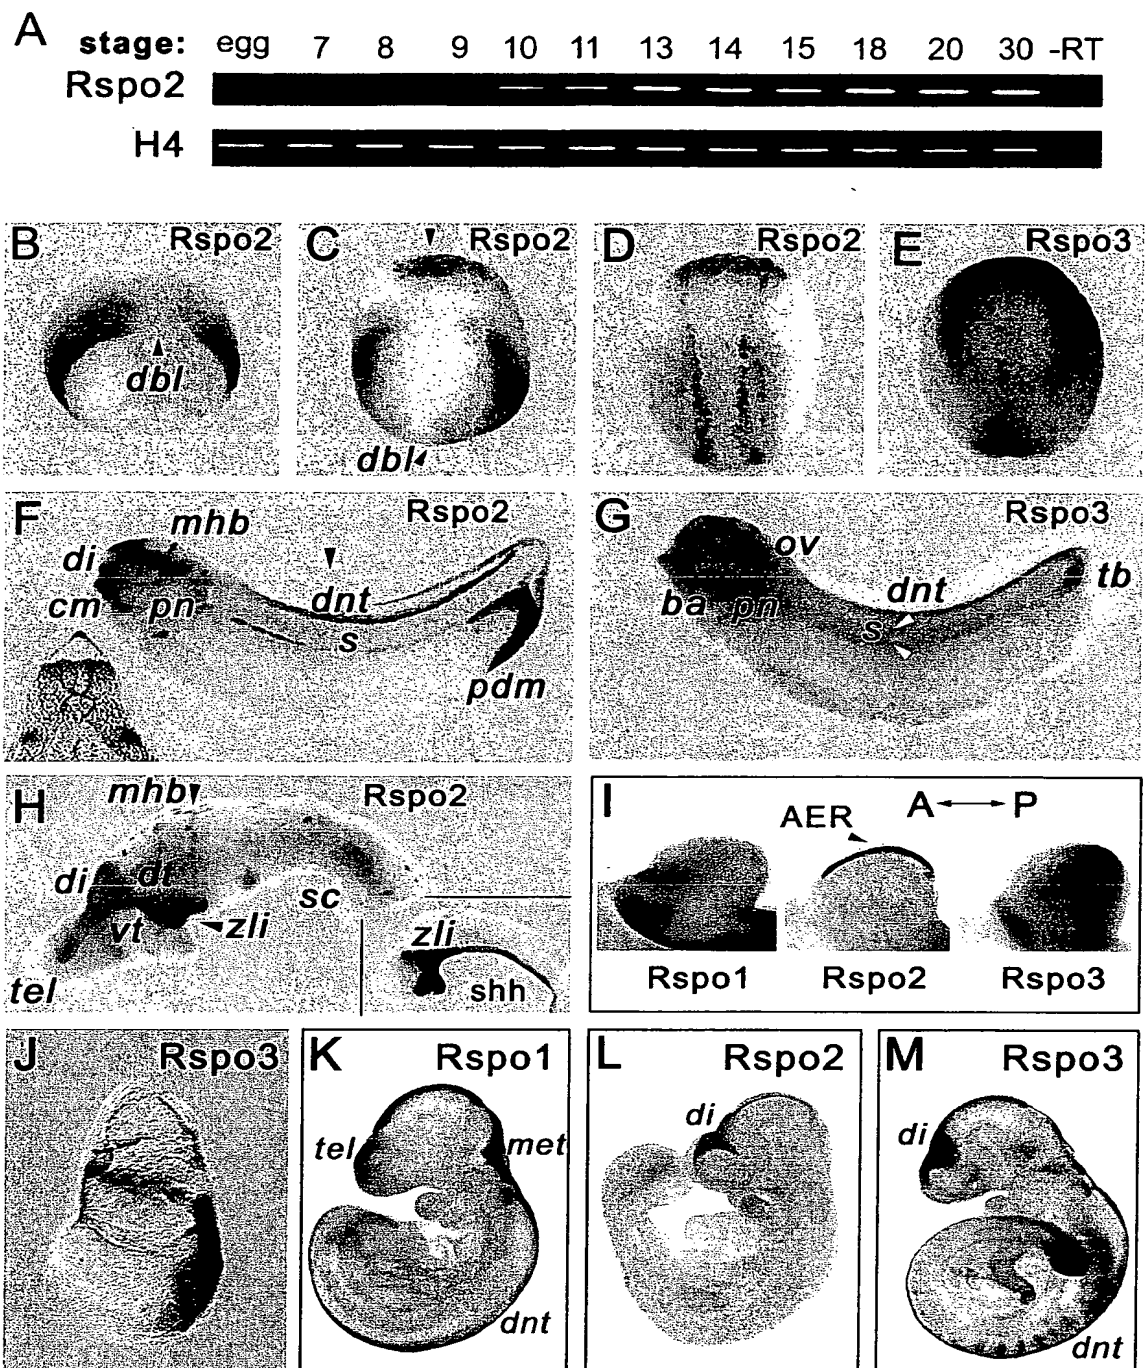 A
stage: egg 7 8 9 10 11 13 14 15 18 20 30 -RT
Rspo2
H4
B Rspo2
dbl
C Rspo2
dbl
D Rspo2
E Rspo3
F Rspo2
mhb
di
cm pn
dnt
s
pdm
G Rspo3
ov
ba pn
dnt
s
tb
H Rspo2
mhb
di dt
sc
vt zli
tel
zli
shh
I A P
AER
Rspo1 Rspo2 Rspo3
J Rspo3
K Rspo1
tel met
dnt
L Rspo2
di
M Rspo3
di
dnt